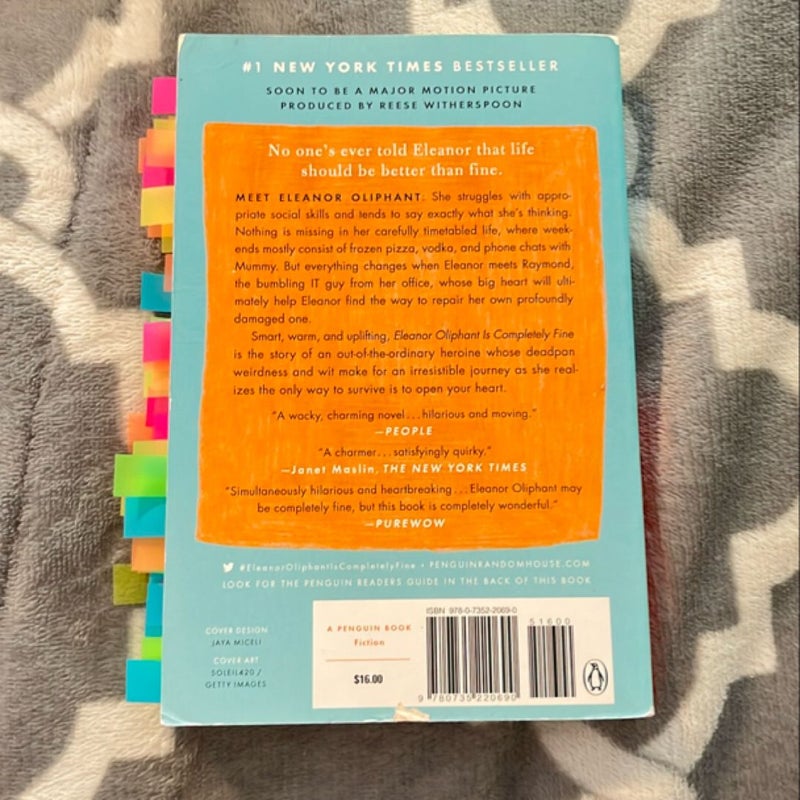 #1 NEW YORK TIMES BESTSELLER
SOON TO BE A MAJOR MOTION PICTURE
PRODUCED BY REESE WITHERSPOON
No one's ever told Eleanor that life
should be better than fine.
MEET ELEANOR OLIPHANT: She struggles with appro-
priate social skills and tends to say exactly what she's thinking.
Nothing is missing in her carefully timetabled life, where week-
ends mostly consist of frozen pizza, vodka, and phone chats with
Mummy. But everything changes when Eleanor meets Raymond,
the bumbling IT guy from her office, whose big heart will ulti-
mately help Eleanor find the way to repair her own profoundly
damaged one.
Smart, warm, and uplifting, Eleanor Oliphant Is Completely Fine
is the story of an out-of-the-ordinary heroine whose deadpan
weirdness and wit make for an irresistible journey as she real-
izes the only way to survive is to open your heart.
"A wacky, charming novel...hilarious and moving."
—PEOPLE
"A charmer...satisfyingly quirky."
—Janet Maslin, THE NEW YORK TIMES
"Simultaneously hilarious and heartbreaking...Eleanor Oliphant may
be completely fine, but this book is completely wonderful."
—PUREWOW
#EleanorOliphantIsCompletelyFine • PENGUINRANDOMHOUSE.COM
LOOK FOR THE PENGUIN READERS GUIDE IN THE BACK OF THIS BOOK
COVER DESIGN
JAYA MICELI
COVER ART
SOLEIL420 /
GETTY IMAGES
A PENGUIN BOOK
Fiction
$16.00
ISBN 978-0-7352-2069-0
51600
9 780735 220690